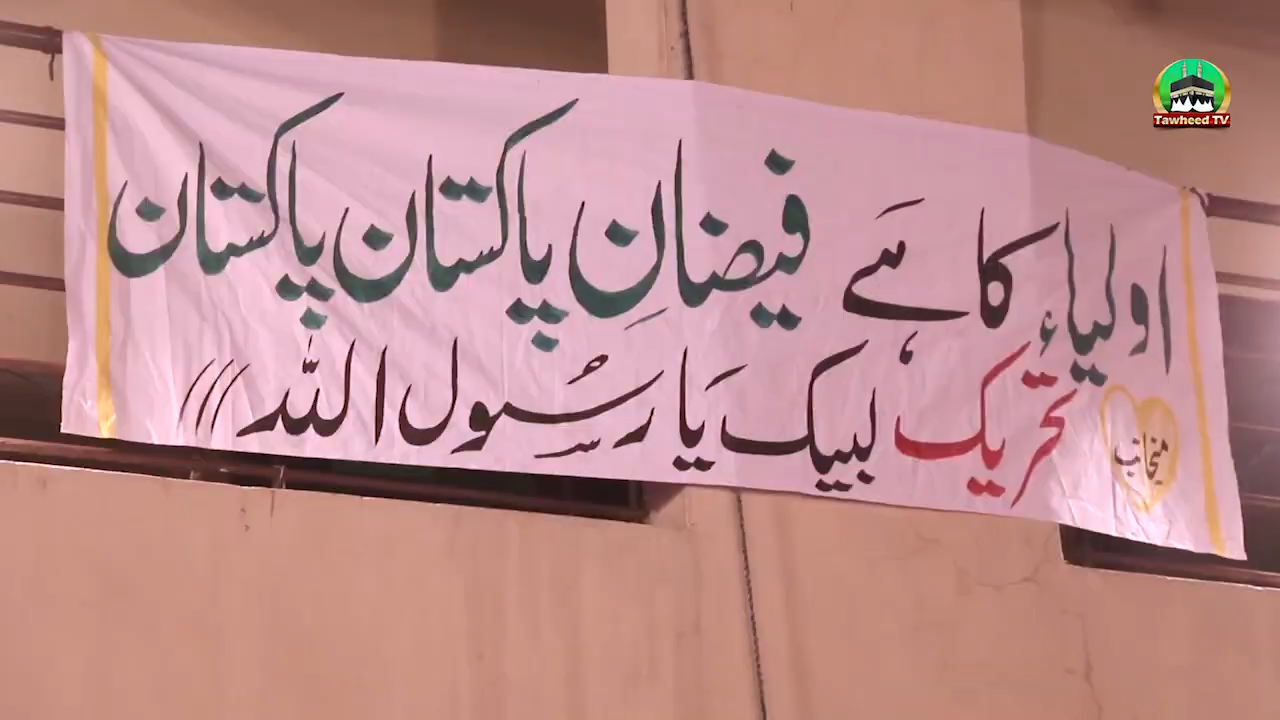 اولیاء کا ہے فیضانِ پاکستان پاکستان
منجانب تحریک لبیک یا رسول اللہ
Tawheed TV